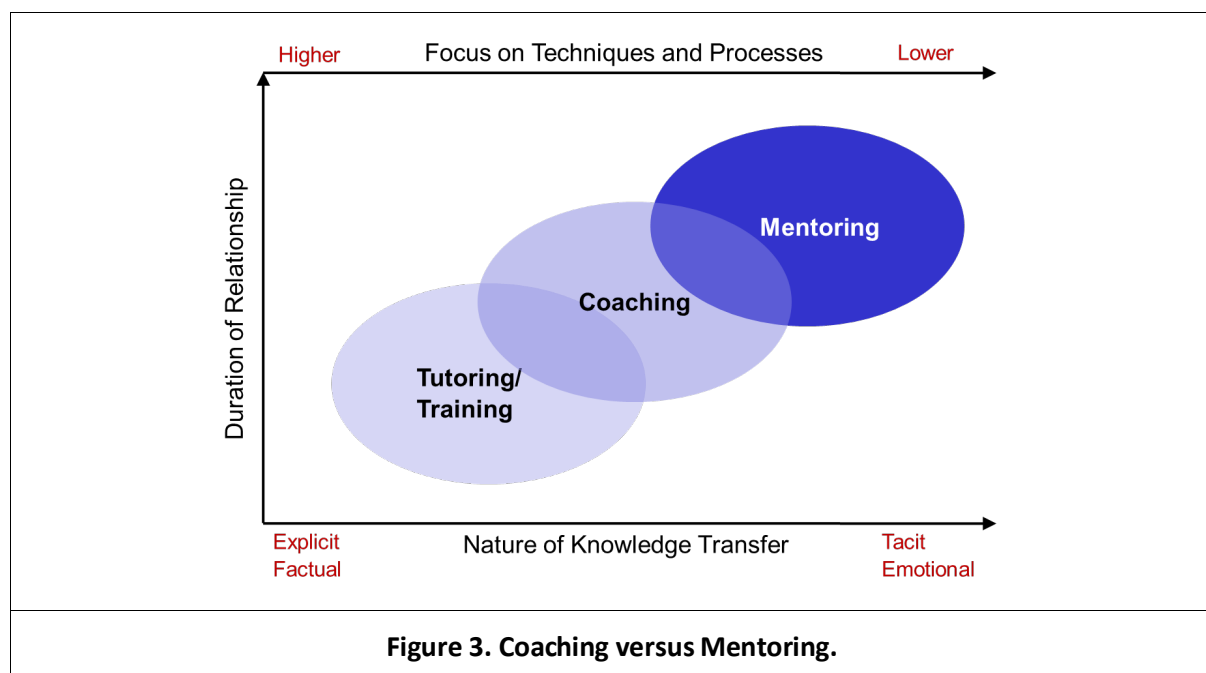 Higher
Focus on Techniques and Processes
Lower
Duration of Relationship
Mentoring
Coaching
Tutoring/
Training
Explicit
Factual
Nature of Knowledge Transfer
Tacit
Emotional
Figure 3. Coaching versus Mentoring.